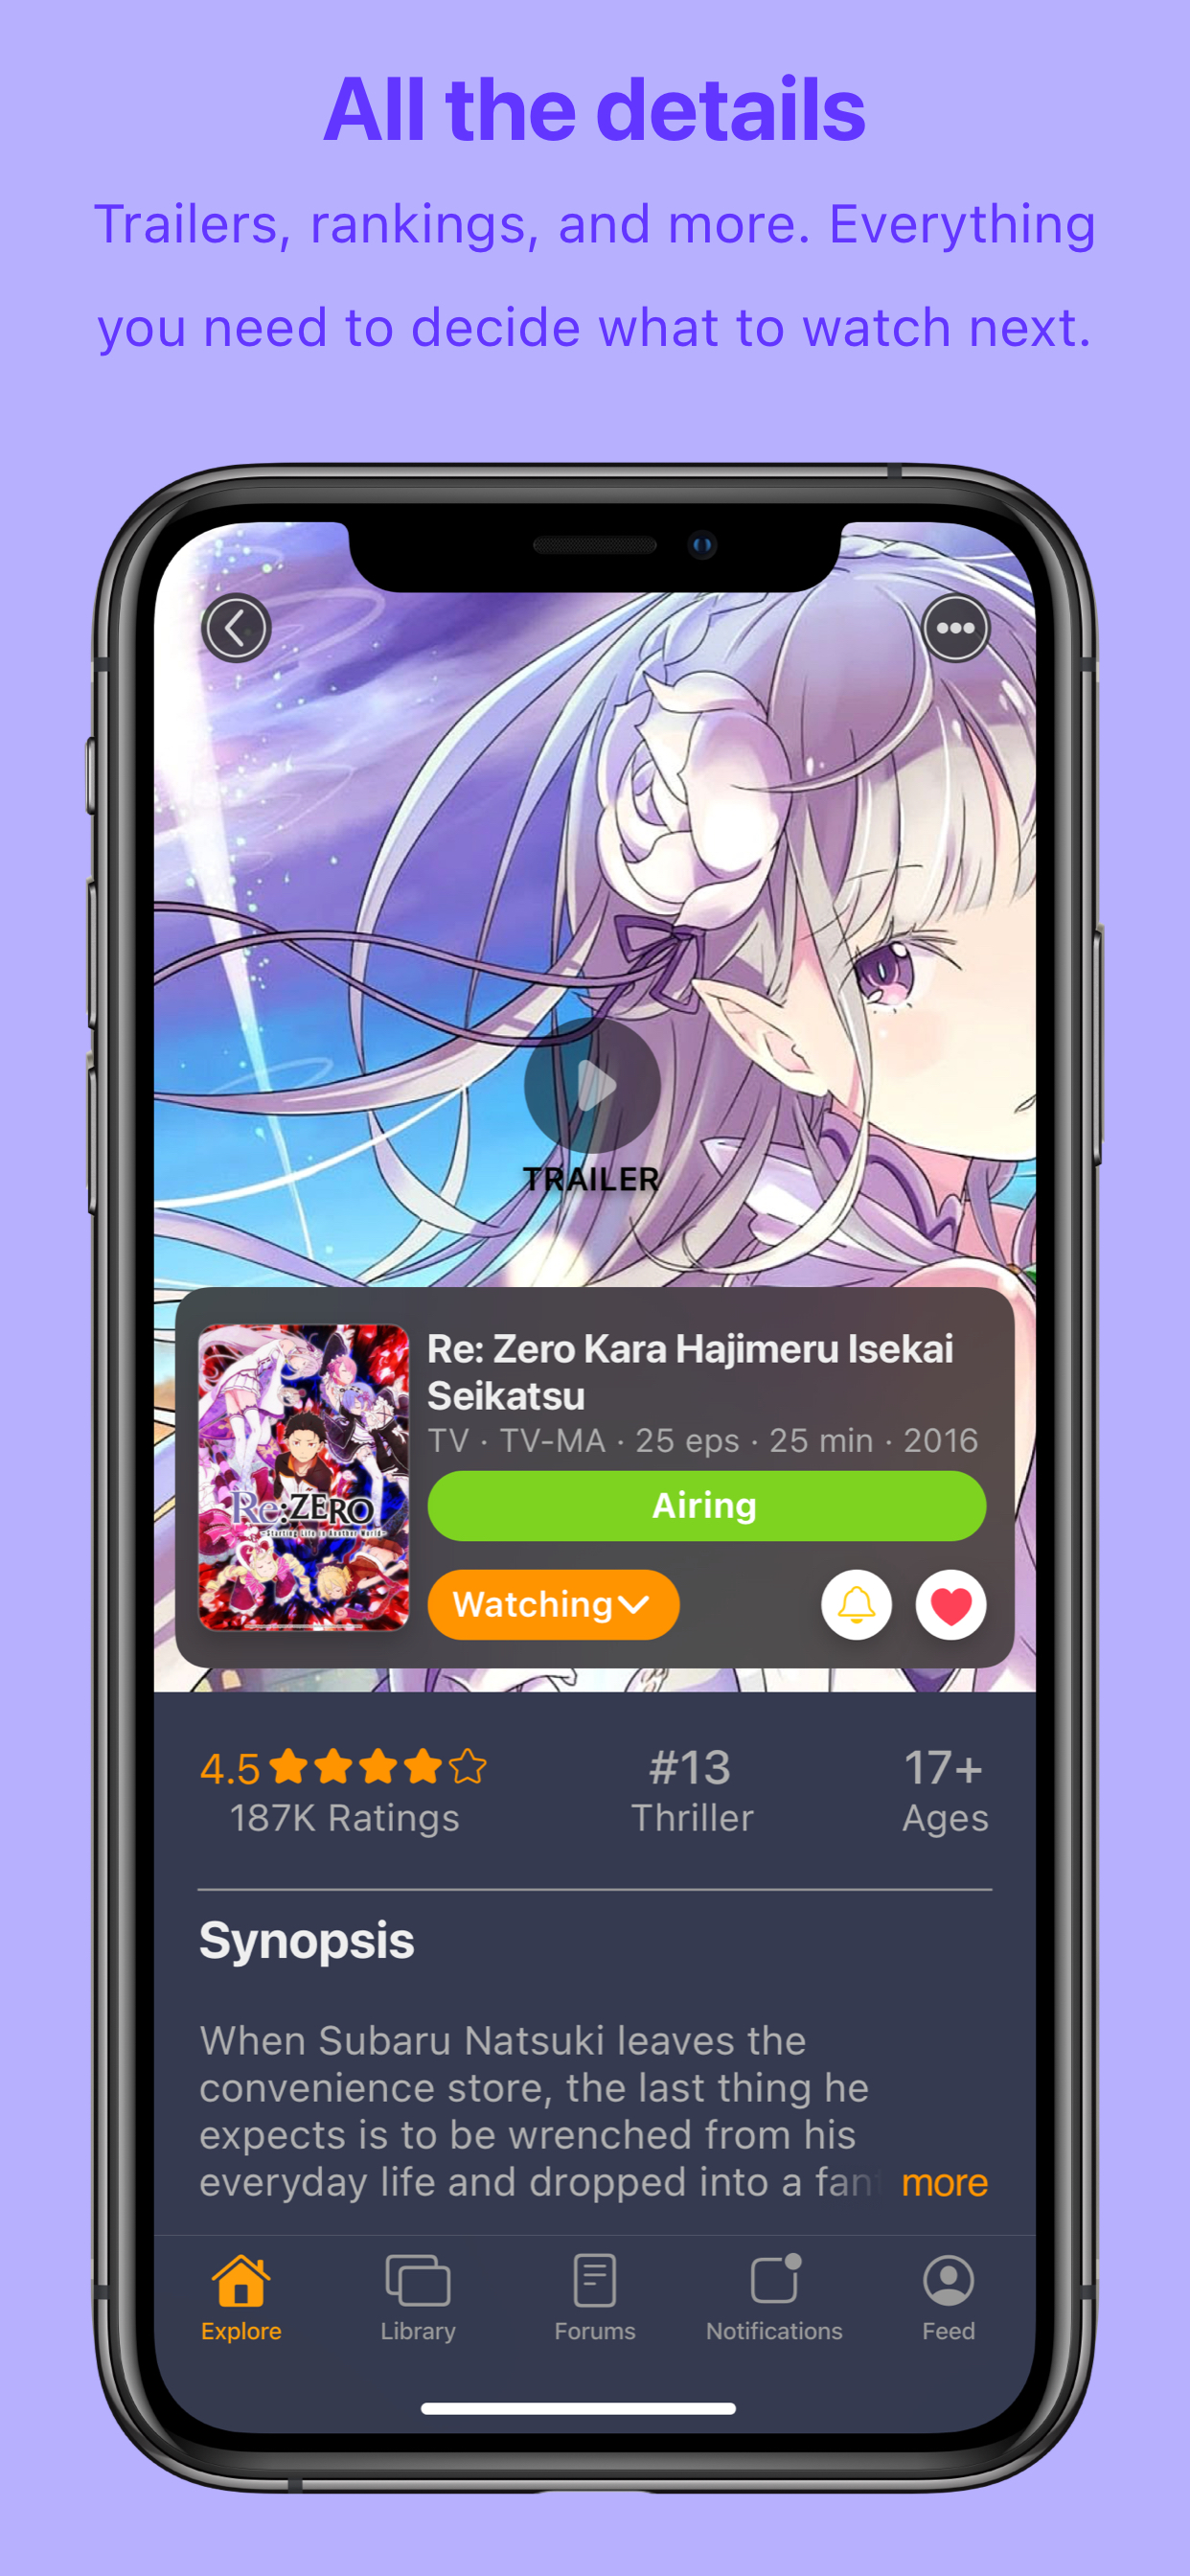 All the details
Trailers, rankings, and more. Everything
you need to decide what to watch next.
TRAILER
Re:ZERO
-Starting Life in Another World-
Re: Zero Kara Hajimeru Isekai
Seikatsu
TV · TV-MA · 25 eps · 25 min · 2016
Airing
Watching
4.5
187K Ratings
#13
Thriller
17+
Ages
Synopsis
When Subaru Natsuki leaves the
convenience store, the last thing he
expects is to be wrenched from his
everyday life and dropped into a fan more
Explore
Library
Forums
Notifications
Feed